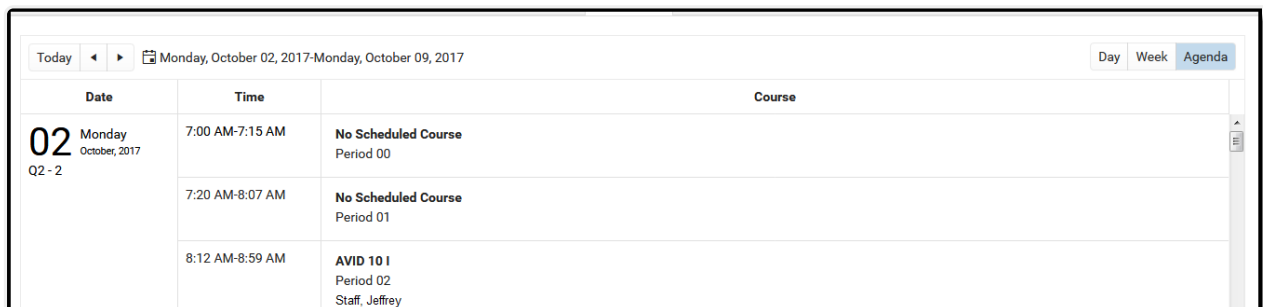 Today Monday, October 02, 2017-Monday, October 09, 2017 Day Week Agenda
Date Time Course
02 Monday
October, 2017
Q2 - 2
7:00 AM-7:15 AM No Scheduled Course
Period 00
7:20 AM-8:07 AM No Scheduled Course
Period 01
8:12 AM-8:59 AM AVID 10 I
Period 02
Staff, Jeffrey